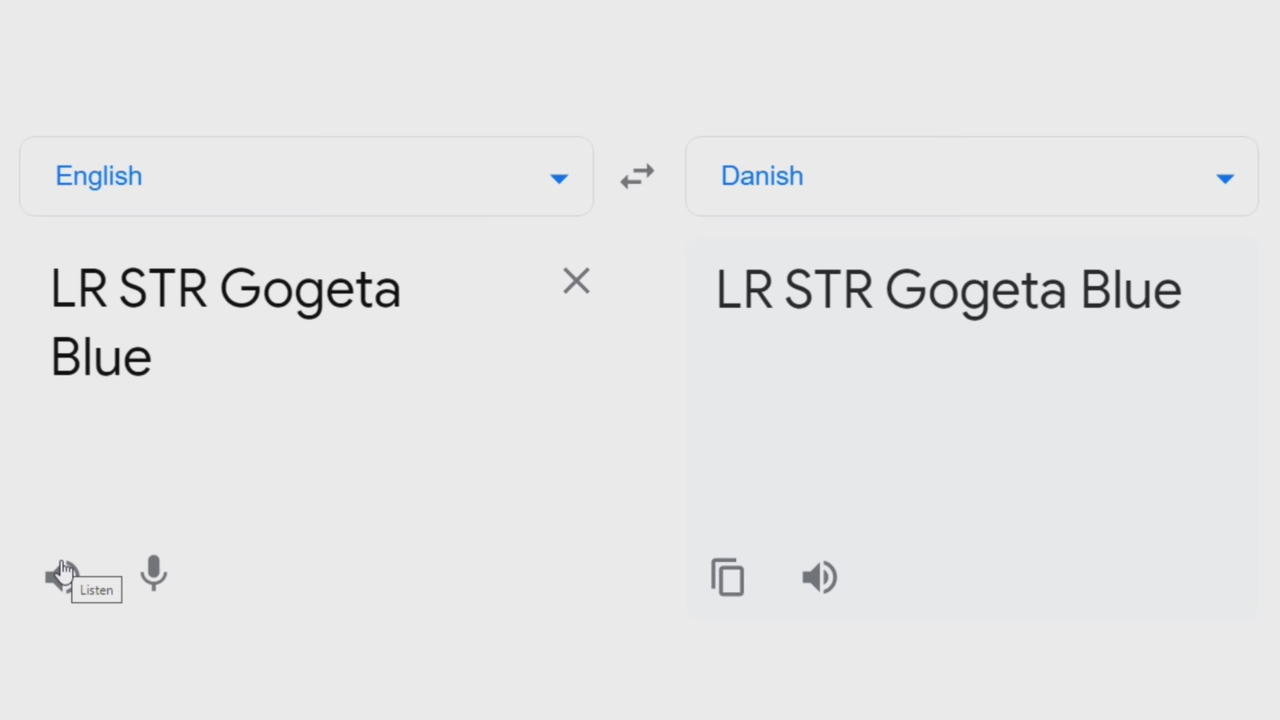 English
Danish
LR STR Gogeta
Blue
LR STR Gogeta Blue
Listen